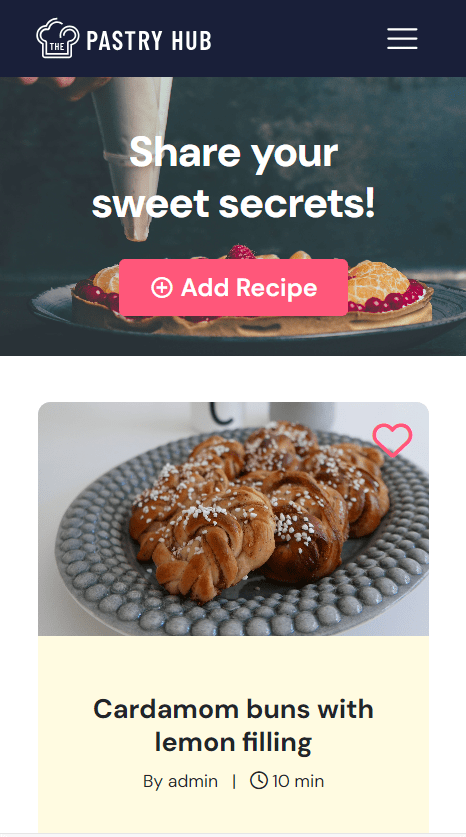 THE PASTRY HUB
Share your
sweet secrets!
Add Recipe
Cardamom buns with
lemon filling
By admin | 10 min